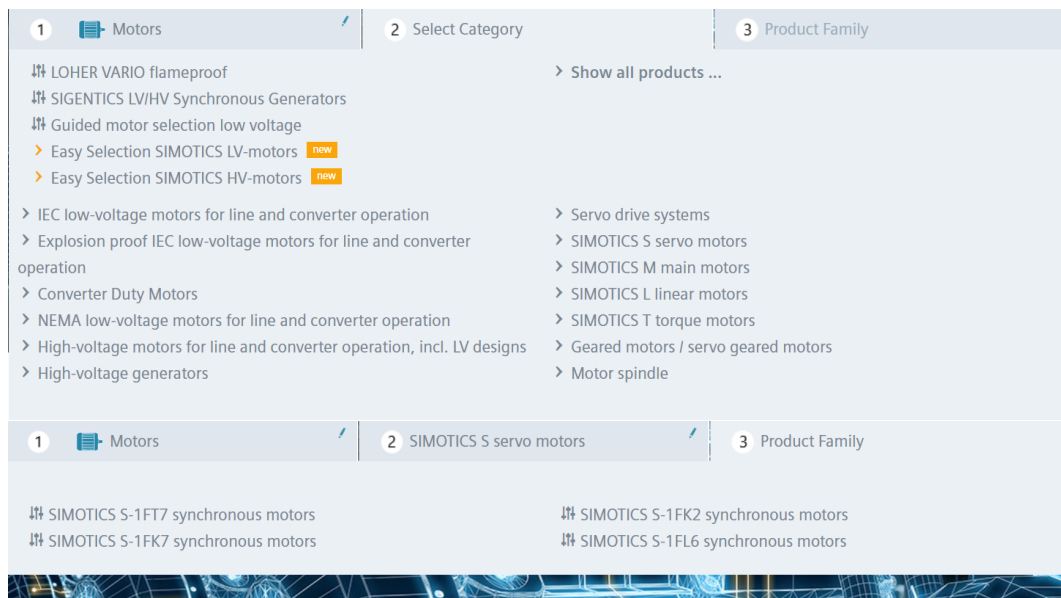 1 Motors 2 Select Category 3 Product Family
LOHER VARIO flameproof
SIGENTICS LV/HV Synchronous Generators
Guided motor selection low voltage
Easy Selection SIMOTICS LV-motors new
Easy Selection SIMOTICS HV-motors new
Show all products ...
IEC low-voltage motors for line and converter operation
Explosion proof IEC low-voltage motors for line and converter
operation
Converter Duty Motors
NEMA low-voltage motors for line and converter operation
High-voltage motors for line and converter operation, incl. LV designs
High-voltage generators
Servo drive systems
SIMOTICS S servo motors
SIMOTICS M main motors
SIMOTICS L linear motors
SIMOTICS T torque motors
Geared motors / servo geared motors
Motor spindle
1 Motors 2 SIMOTICS S servo motors 3 Product Family
SIMOTICS S-1FT7 synchronous motors
SIMOTICS S-1FK7 synchronous motors
SIMOTICS S-1FK2 synchronous motors
SIMOTICS S-1FL6 synchronous motors